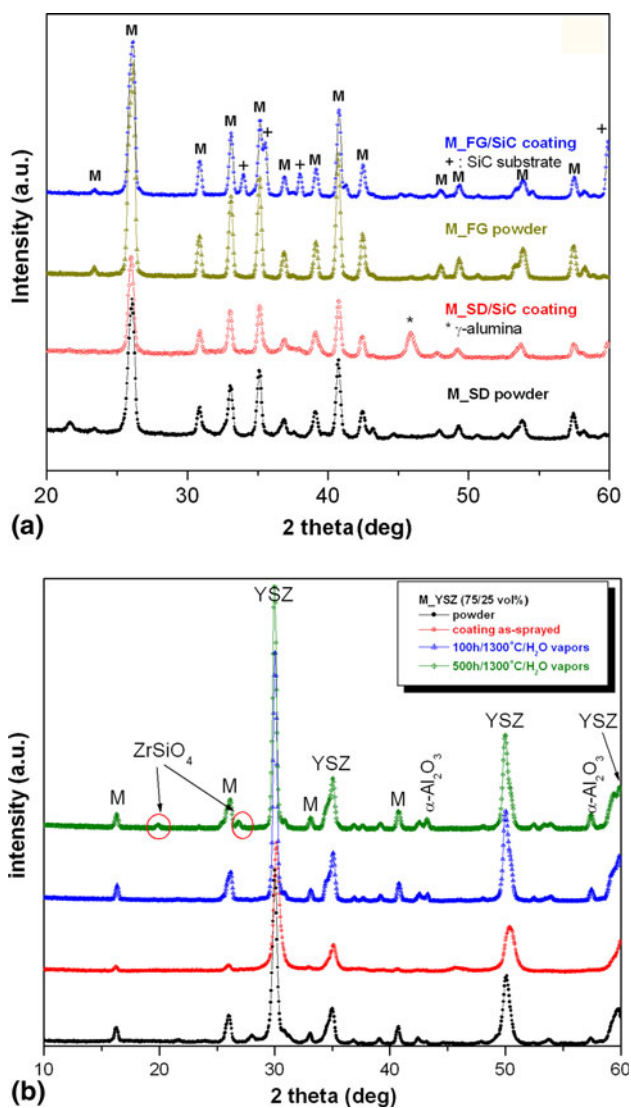 M
M
M
M
M
M
M
M
M
M
M
M
+
+
+
+
M_FG/SiC coating
+ : SiC substrate
M_FG powder
M_SD/SiC coating
* γ-alumina
*
M_SD powder
Intensity (a.u.)
20 30 40 50 60
2 theta (deg)
(a)
M_YSZ (75/25 vol%)
powder
coating as-sprayed
100h/1300°C/H₂O vapors
500h/1300°C/H₂O vapors
YSZ
ZrSiO₄
M
M
YSZ
M
M
α-Al₂O₃
YSZ
α-Al₂O₃
YSZ
intensity (a.u.)
10 20 30 40 50 60
2 theta (deg)
(b)